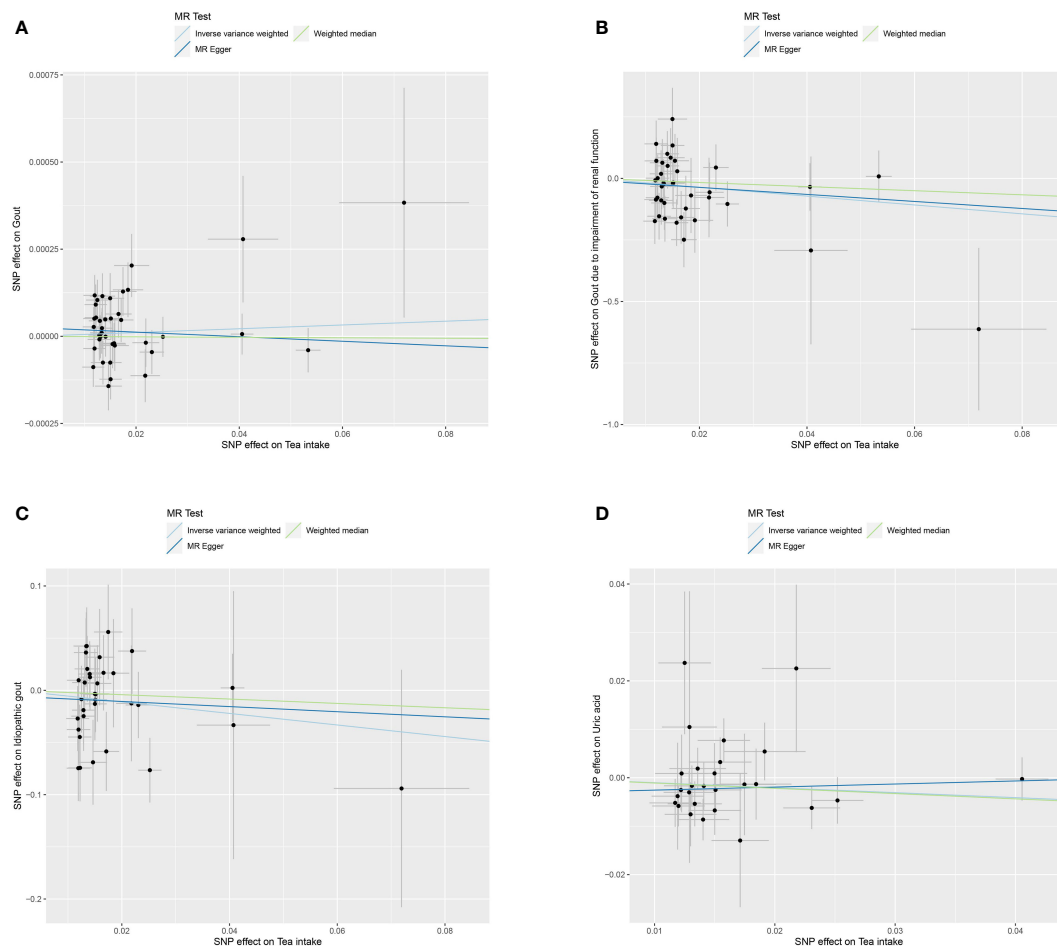 A
MR Test
Inverse variance weighted
Weighted median
MR Egger
0.00075
0.00050
0.00025
0.00000
−0.00025
SNP effect on Gout
0.02
0.04
0.06
0.08
SNP effect on Tea intake
B
MR Test
Inverse variance weighted
Weighted median
MR Egger
0.0
−0.5
−1.0
SNP effect on Gout due to impairment of renal function
0.02
0.04
0.06
0.08
SNP effect on Tea intake
C
MR Test
Inverse variance weighted
Weighted median
MR Egger
0.1
0.0
−0.1
−0.2
SNP effect on Idiopathic gout
0.02
0.04
0.06
0.08
SNP effect on Tea intake
D
MR Test
Inverse variance weighted
Weighted median
MR Egger
0.04
0.02
0.00
−0.02
SNP effect on Uric acid
0.01
0.02
0.03
0.04
SNP effect on Tea intake